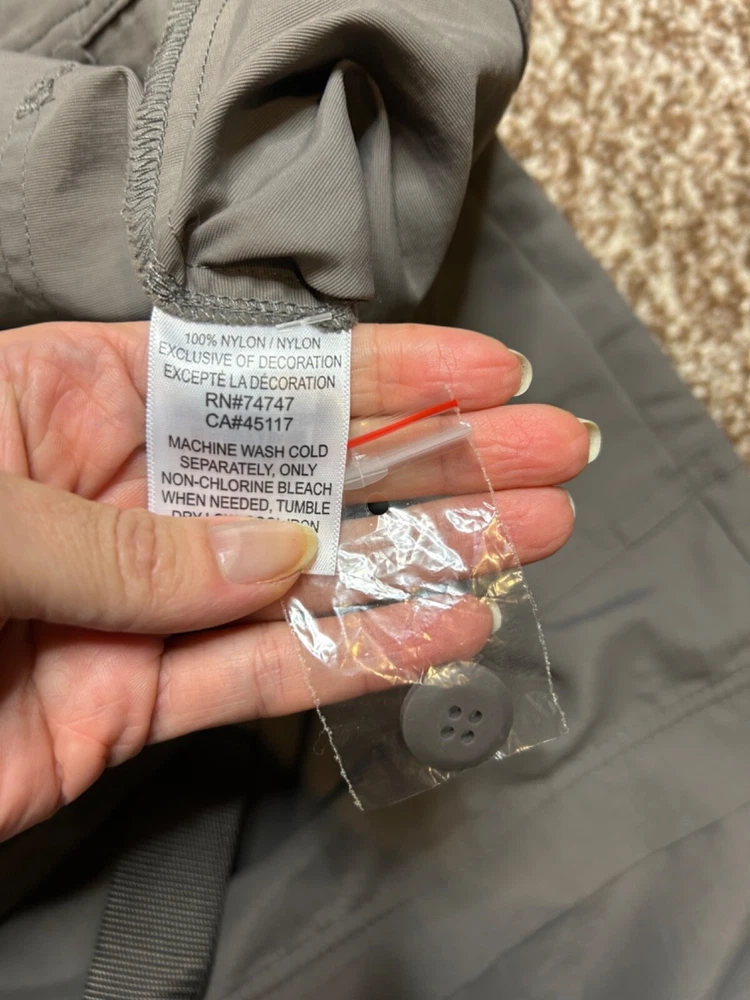 100% NYLON / NYLON
EXCLUSIVE OF DECORATION
EXCEPTÉ LA DÉCORATION
RN#74747
CA#45117
MACHINE WASH COLD
SEPARATELY, ONLY
NON-CHLORINE BLEACH
WHEN NEEDED, TUMBLE
DRY